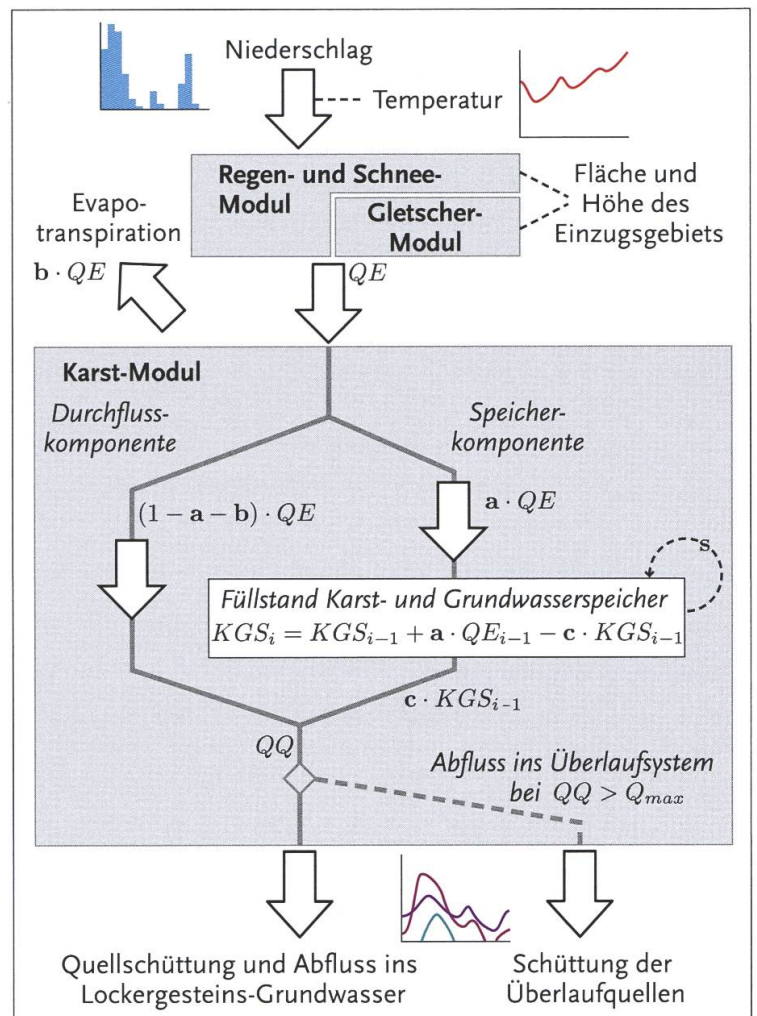 Niederschlag
Temperatur
Regen- und Schnee-
Modul
Gletscher-
Modul
Fläche und
Höhe des
Einzugsgebiets
Evapo-
transpiration
b · QE
QE
Karst-Modul
Durchfluss-
komponente
Speicher-
komponente
(1 − a − b) · QE
a · QE
s
Füllstand Karst- und Grundwasserspeicher
KGS_i = KGS_{i−1} + a · QE_{i−1} − c · KGS_{i−1}
c · KGS_{i−1}
QQ
Abfluss ins Überlaufsystem
bei QQ > Q_{max}
Quellschüttung und Abfluss ins
Lockergesteins-Grundwasser
Schüttung der
Überlaufquellen